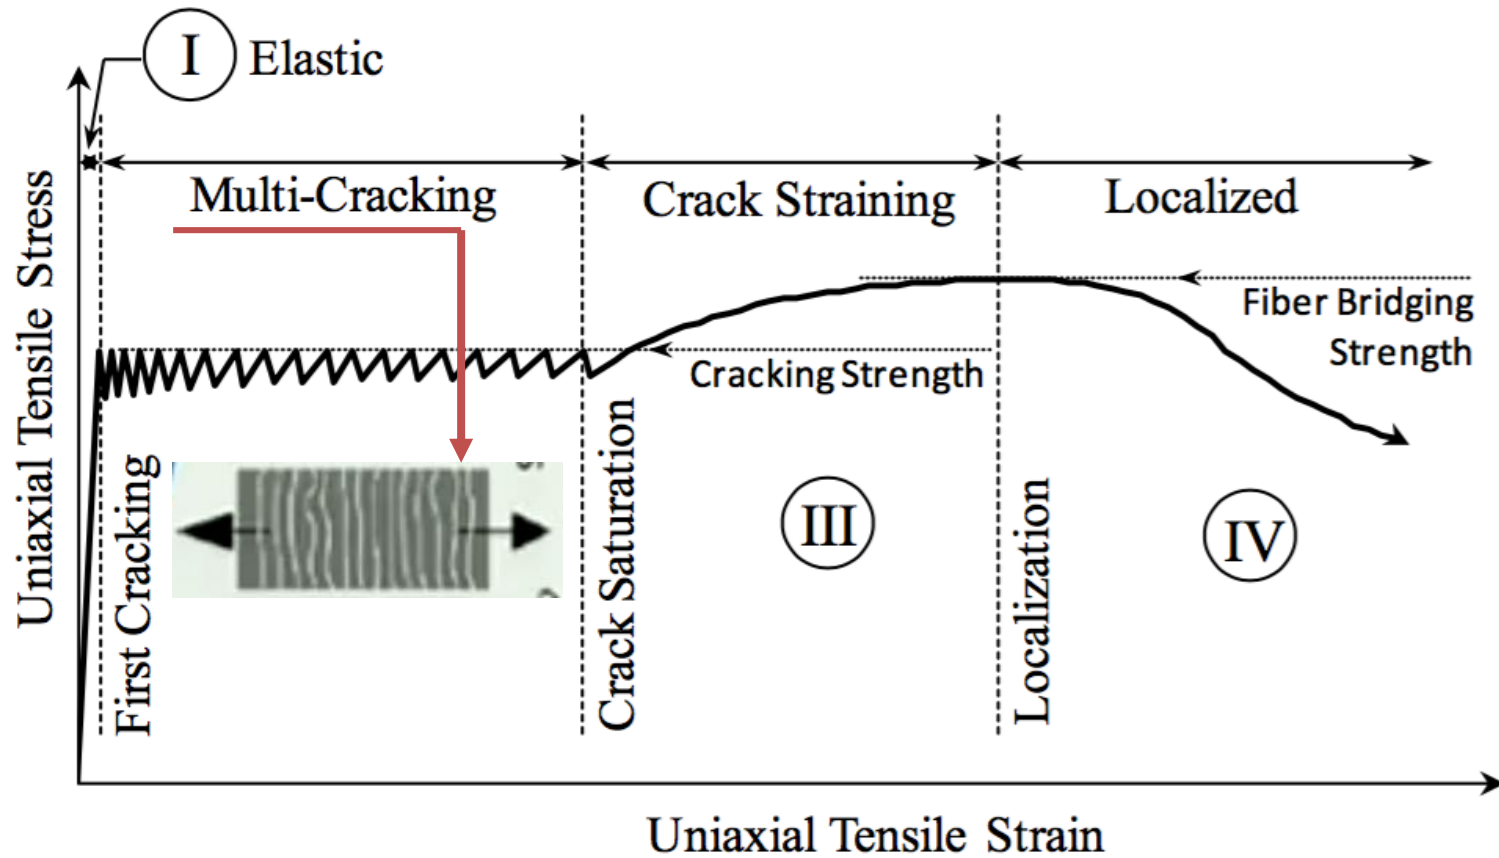 I Elastic
Multi-Cracking
Crack Straining
Localized
Uniaxial Tensile Stress
Fiber Bridging
Strength
Cracking Strength
First Cracking
Crack Saturation
III
Localization
IV
Uniaxial Tensile Strain